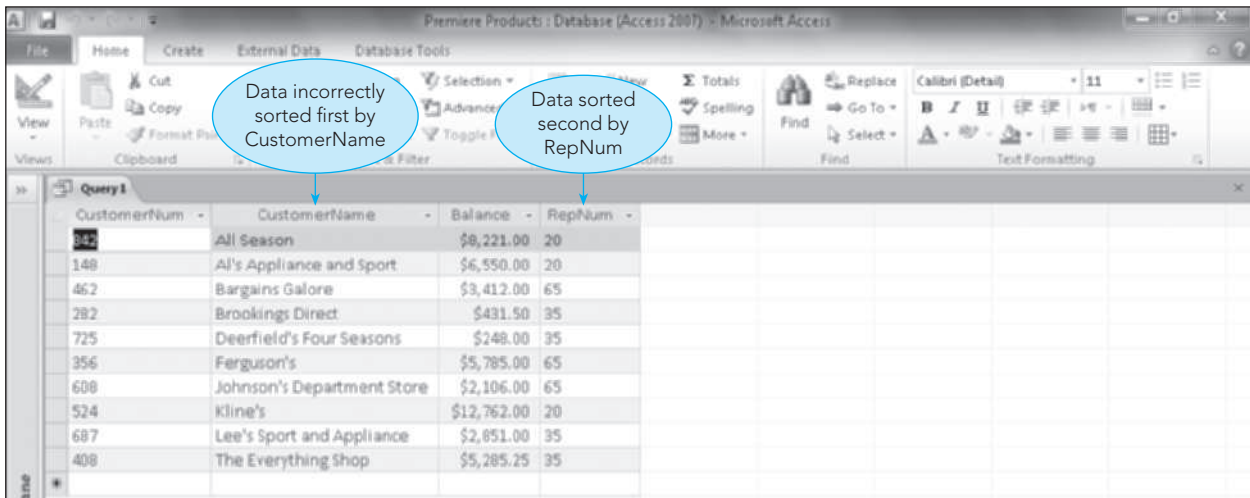 Premiere Products : Database (Access 2007) - Microsoft Access
File Home Create External Data Database Tools
View
Views
Paste
Cut
Copy
Format
Clipboard
Data incorrectly
sorted first by
CustomerName
Selection
Toggle
& Filter
Data sorted
second by
RepNum
Totals
Spelling
More
Find
Replace
Go To
Select
Find
Calibri (Detail) 11
B I U
A
Text Formatting
Query1
CustomerNum CustomerName Balance RepNum
842 All Season $8,221.00 20
148 Al's Appliance and Sport $6,550.00 20
462 Bargains Galore $3,412.00 65
282 Brookings Direct $431.50 35
725 Deerfield's Four Seasons $248.00 35
356 Ferguson's $5,785.00 65
608 Johnson's Department Store $2,106.00 65
524 Kline's $12,762.00 20
687 Lee's Sport and Appliance $2,851.00 35
408 The Everything Shop $5,285.25 35